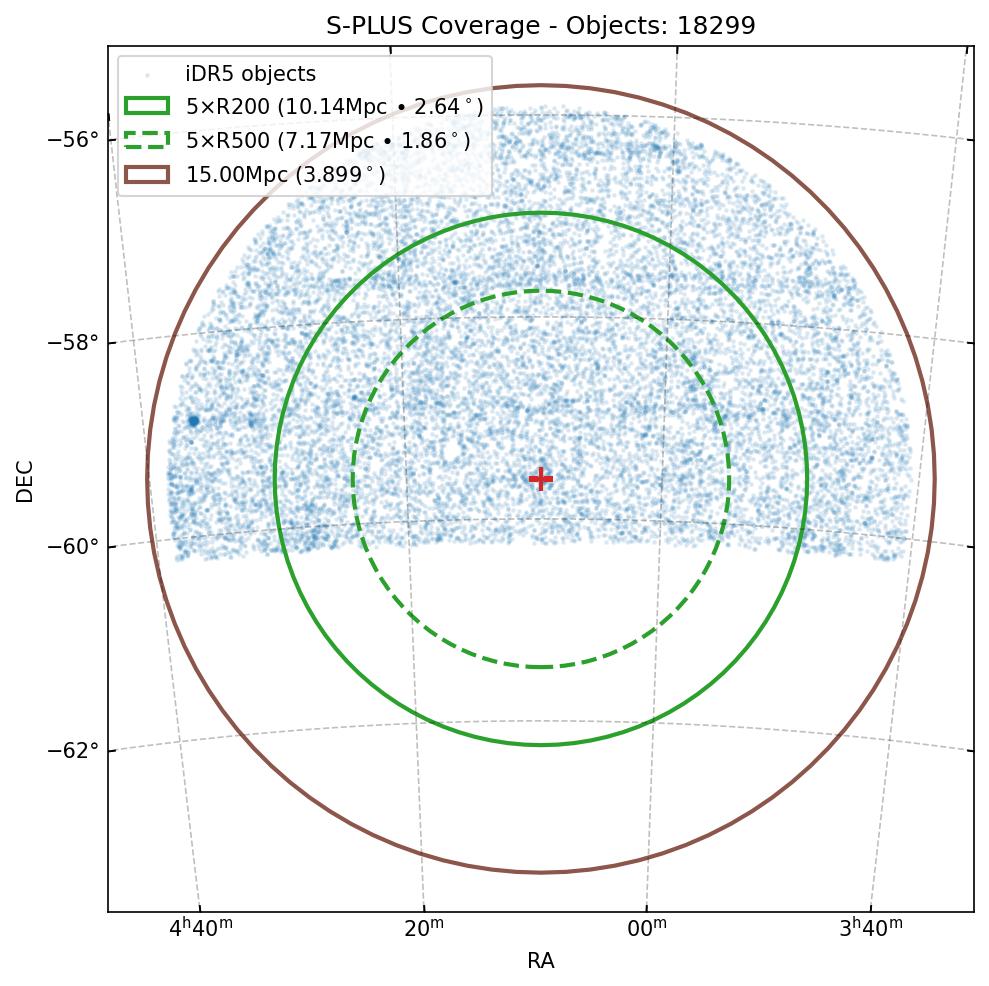 S-PLUS Coverage - Objects: 18299
iDR5 objects
5×R200 (10.14Mpc • 2.64°)
5×R500 (7.17Mpc • 1.86°)
15.00Mpc (3.899°)
−56°
−58°
−60°
−62°
DEC
4ʰ40ᵐ 20ᵐ 00ᵐ 3ʰ40ᵐ
RA